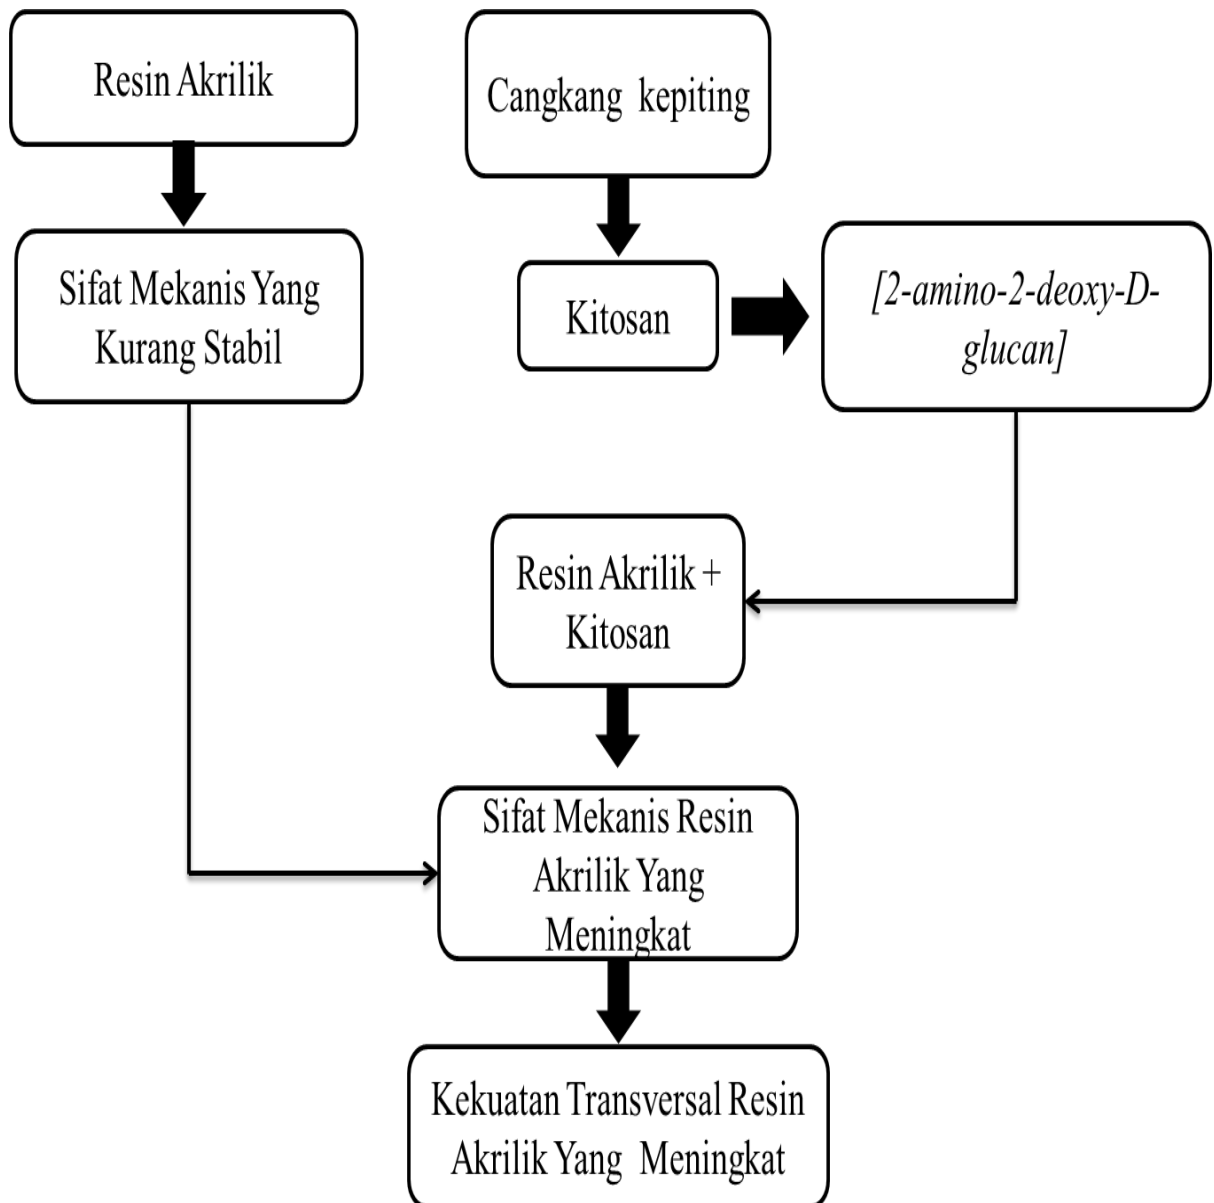 Resin Akrilik
Cangkang kepiting
Sifat Mekanis Yang
Kurang Stabil
Kitosan
[2-amino-2-deoxy-D-
glucan]
Resin Akrilik +
Kitosan
Sifat Mekanis Resin
Akrilik Yang
Meningkat
Kekuatan Transversal Resin
Akrilik Yang Meningkat